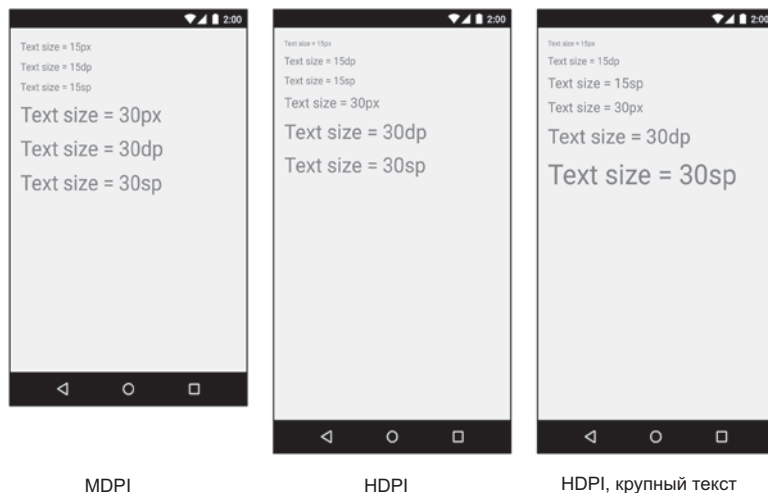 2:00
Text size = 15px
Text size = 15dp
Text size = 15sp
Text size = 30px
Text size = 30dp
Text size = 30sp
MDPI
2:00
Text size = 15px
Text size = 15dp
Text size = 15sp
Text size = 30px
Text size = 30dp
Text size = 30sp
HDPI
2:00
Text size = 15px
Text size = 15dp
Text size = 15sp
Text size = 30px
Text size = 30dp
Text size = 30sp
HDPI, крупный текст